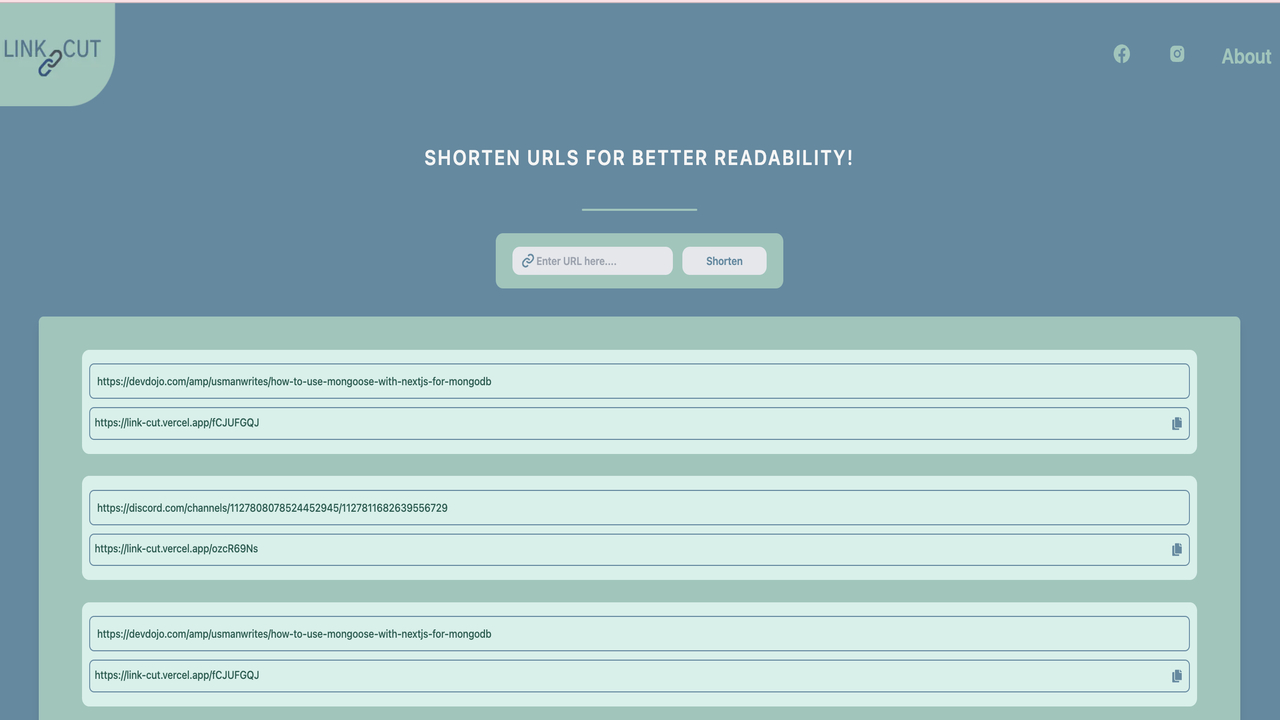 LINK CUT
About
SHORTEN URLS FOR BETTER READABILITY!
Enter URL here....
Shorten
https://devdojo.com/amp/usmanwrites/how-to-use-mongoose-with-nextjs-for-mongodb
https://link-cut.vercel.app/fCJUFGQJ
https://discord.com/channels/1127808078524452945/1127811682639556729
https://link-cut.vercel.app/ozcR69Ns
https://devdojo.com/amp/usmanwrites/how-to-use-mongoose-with-nextjs-for-mongodb
https://link-cut.vercel.app/fCJUFGQJ